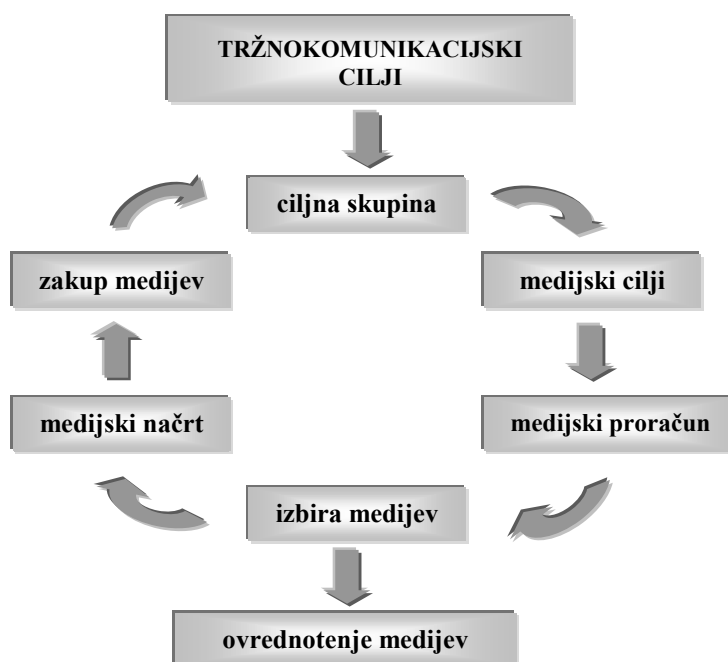 TRŽNOKOMUNIKACIJSKI
CILJI
ciljna skupina
zakup medijev
medijski cilji
medijski načrt
medijski proračun
izbira medijev
ovrednotenje medijev